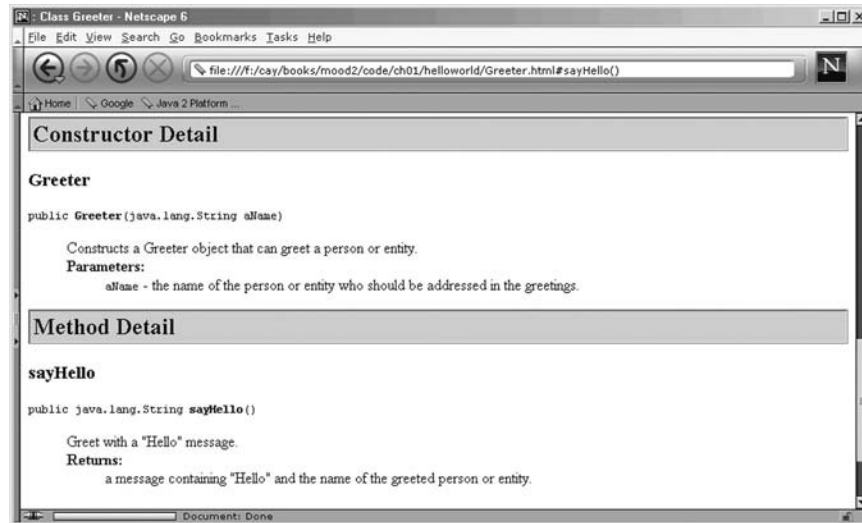 N : Class Greeter - Netscape 6
File Edit View Search Go Bookmarks Tasks Help
file:///f:/cay/books/mood2/code/ch01/helloworld/Greeter.html#sayHello()
N
Home Google Java 2 Platform ...
Constructor Detail
Greeter
public Greeter(java.lang.String aName)
Constructs a Greeter object that can greet a person or entity.
Parameters:
aName - the name of the person or entity who should be addressed in the greetings.
Method Detail
sayHello
public java.lang.String sayHello()
Greet with a "Hello" message.
Returns:
a message containing "Hello" and the name of the greeted person or entity.
Document: Done